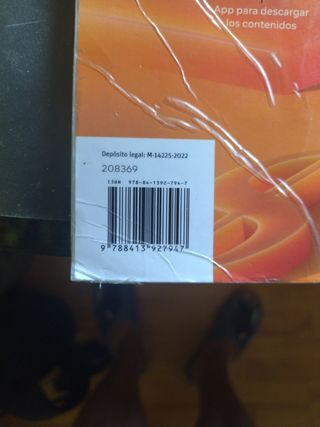 App para descargar
los contenidos
Depósito legal: M-14225-2022
208369
ISBN 978-84-1392-794-7
9 788413 927947